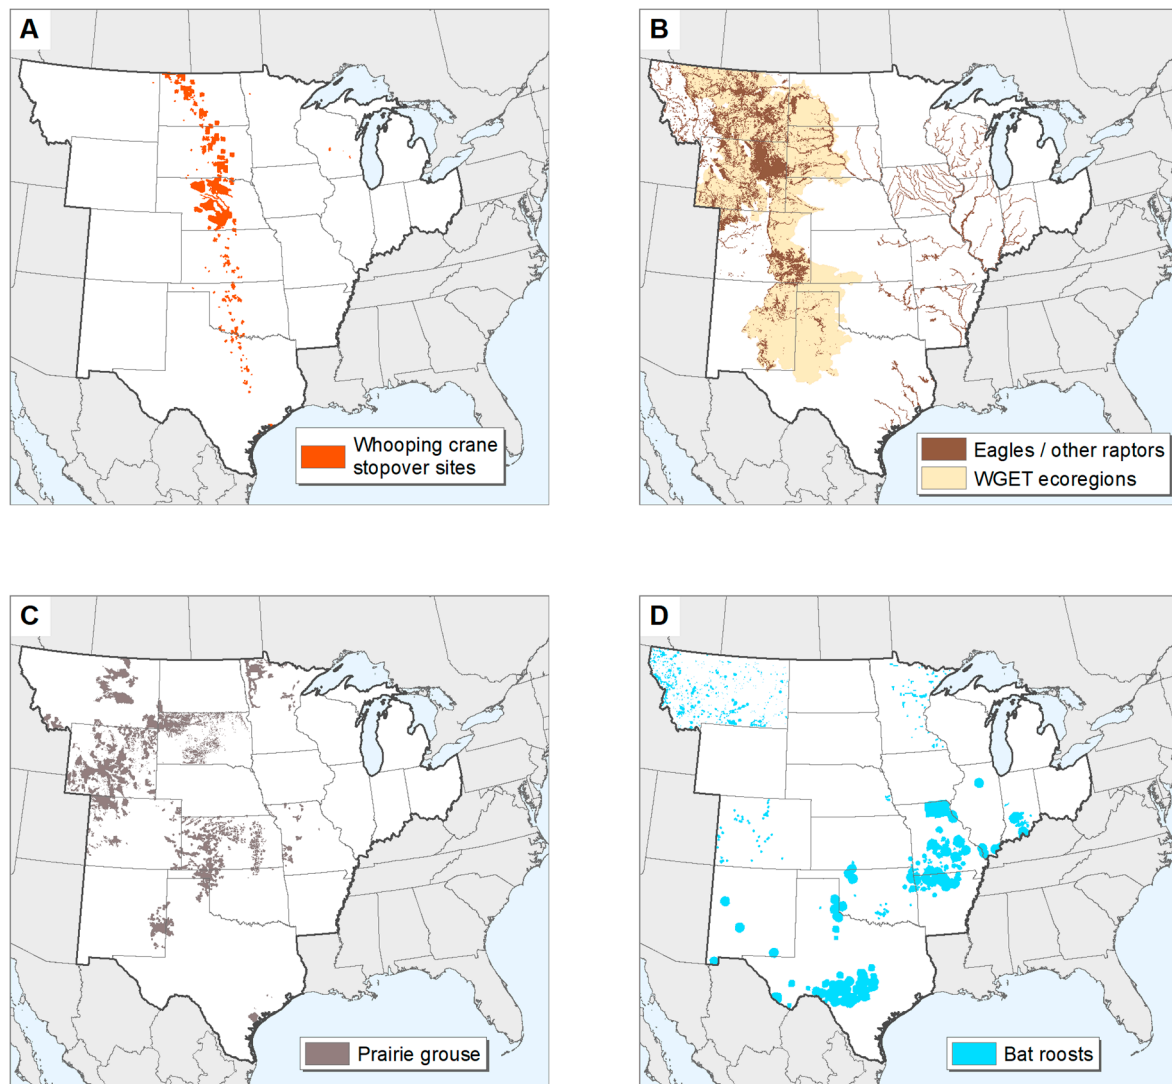 A
Whooping crane
stopover sites
B
Eagles / other raptors
WGET ecoregions
C
Prairie grouse
D
Bat roosts